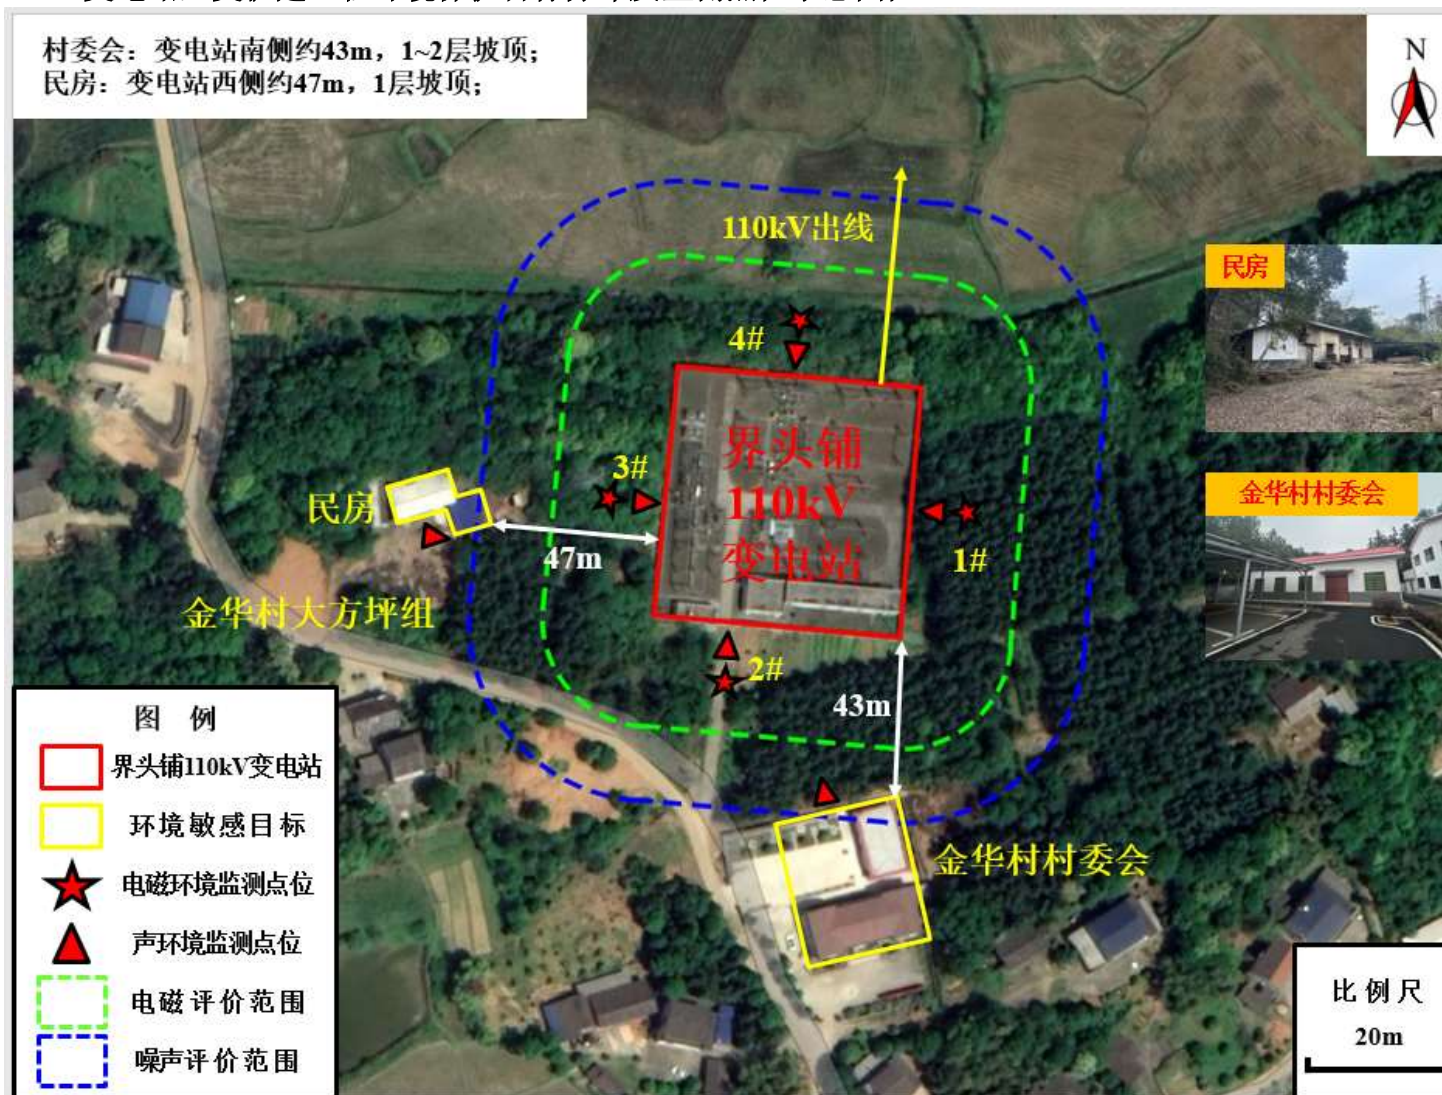 村委会：变电站南侧约43m，1~2层坡顶；
民房：变电站西侧约47m，1层坡顶；
N
110kV出线
民房
4#
界头铺
110kV
变电站
3#
民房
金华村村委会
47m
1#
金华村大方坪组
2#
43m
金华村村委会
图 例
界头铺110kV变电站
环境敏感目标
电磁环境监测点位
声环境监测点位
电磁评价范围
噪声评价范围
比例尺
20m